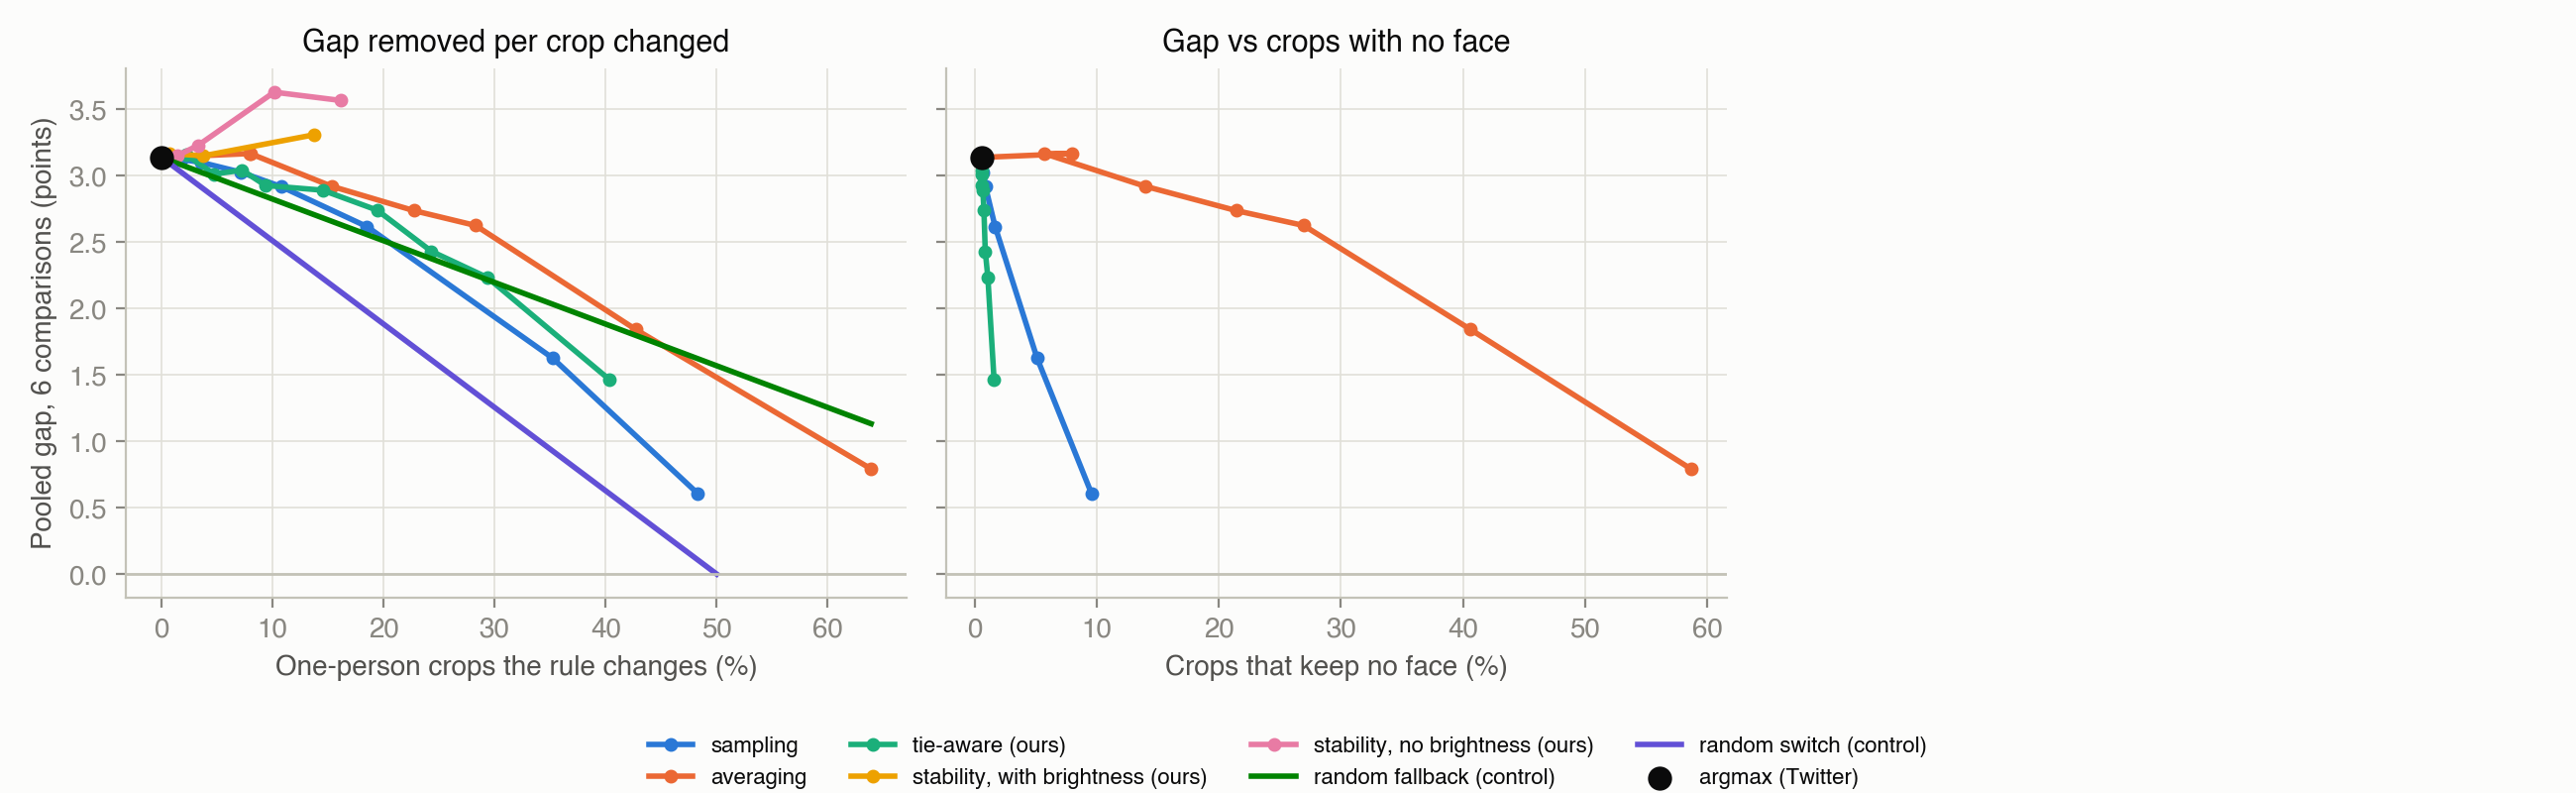 Gap removed per crop changed
Gap vs crops with no face
Pooled gap, 6 comparisons (points)
3.5
3.0
2.5
2.0
1.5
1.0
0.5
0.0
0 10 20 30 40 50 60
0 10 20 30 40 50 60
One-person crops the rule changes (%)
Crops that keep no face (%)
sampling
averaging
tie-aware (ours)
stability, with brightness (ours)
stability, no brightness (ours)
random fallback (control)
random switch (control)
argmax (Twitter)